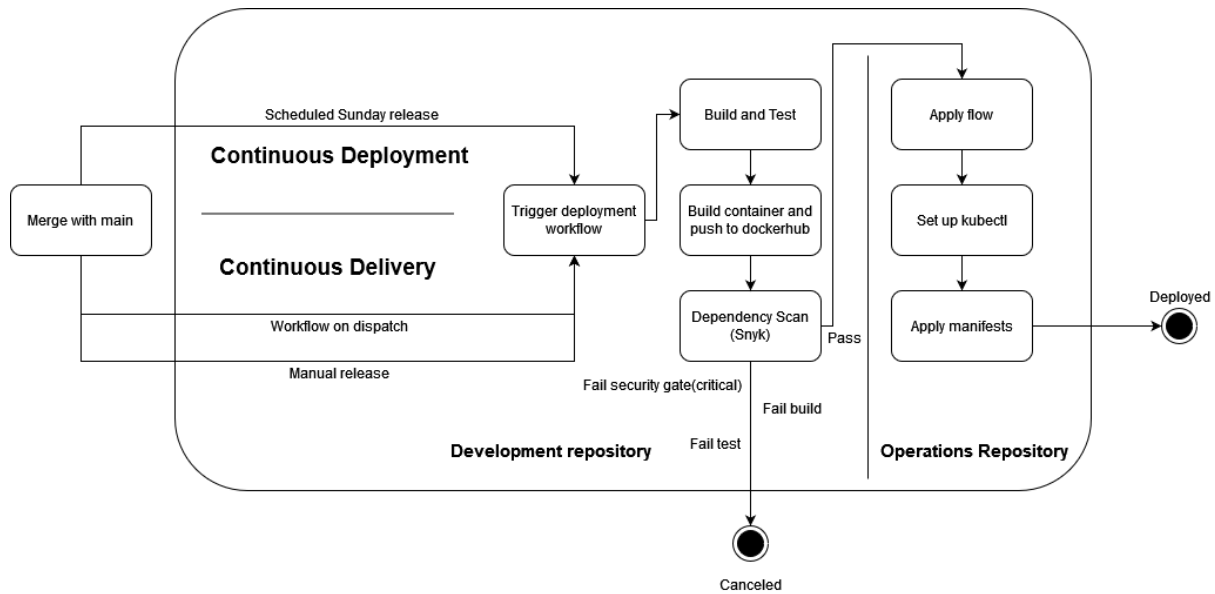 Scheduled Sunday release
Continuous Deployment
Merge with main
Continuous Delivery
Workflow on dispatch
Manual release
Trigger deployment
workflow
Build and Test
Build container and
push to dockerhub
Dependency Scan
(Snyk)
Pass
Fail security gate(critical)
Fail build
Fail test
Development repository
Apply flow
Set up kubectl
Apply manifests
Operations Repository
Deployed
Canceled